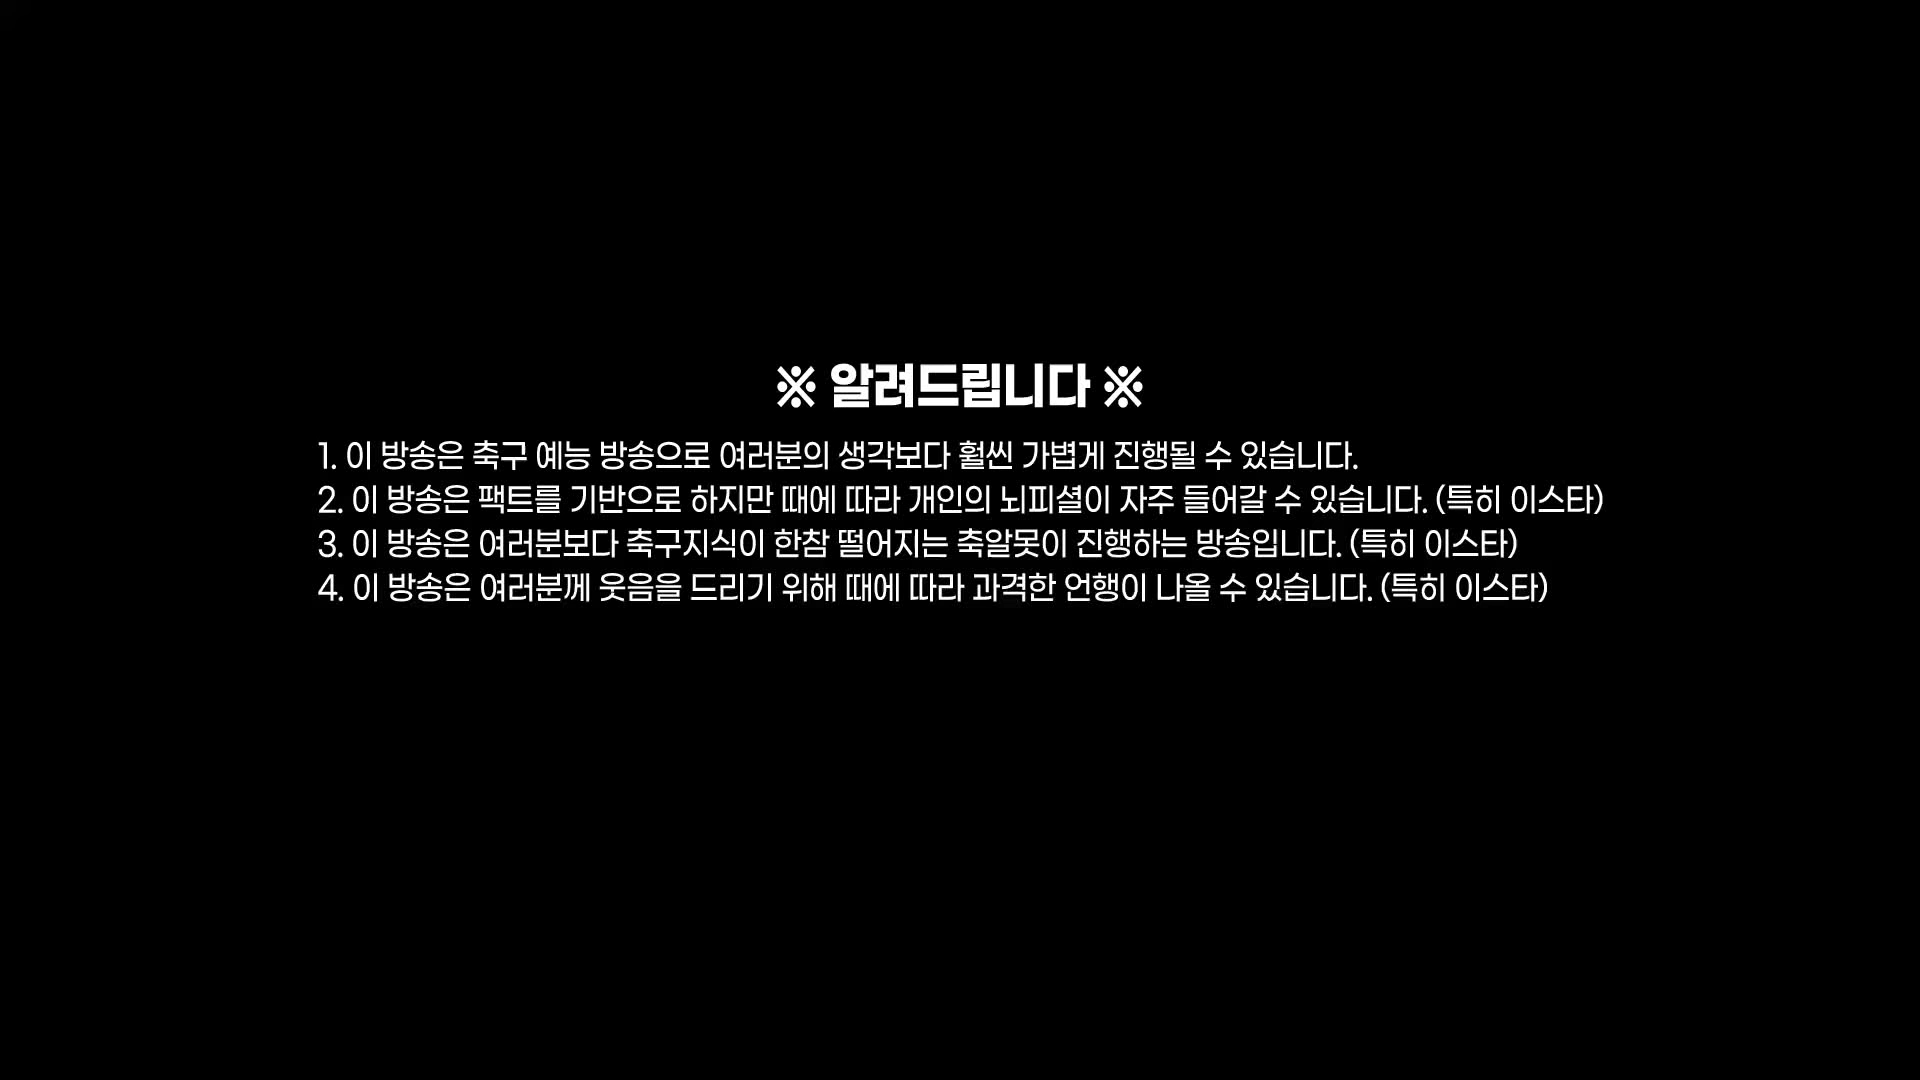 ※ 알려드립니다 ※
1. 이 방송은 축구 예능 방송으로 여러분의 생각보다 훨씬 가볍게 진행될 수 있습니다.
2. 이 방송은 팩트를 기반으로 하지만 때에 따라 개인의 뇌피셜이 자주 들어갈 수 있습니다. (특히 이스타)
3. 이 방송은 여러분보다 축구지식이 한참 떨어지는 축알못이 진행하는 방송입니다. (특히 이스타)
4. 이 방송은 여러분께 웃음을 드리기 위해 때에 따라 과격한 언행이 나올 수 있습니다. (특히 이스타)